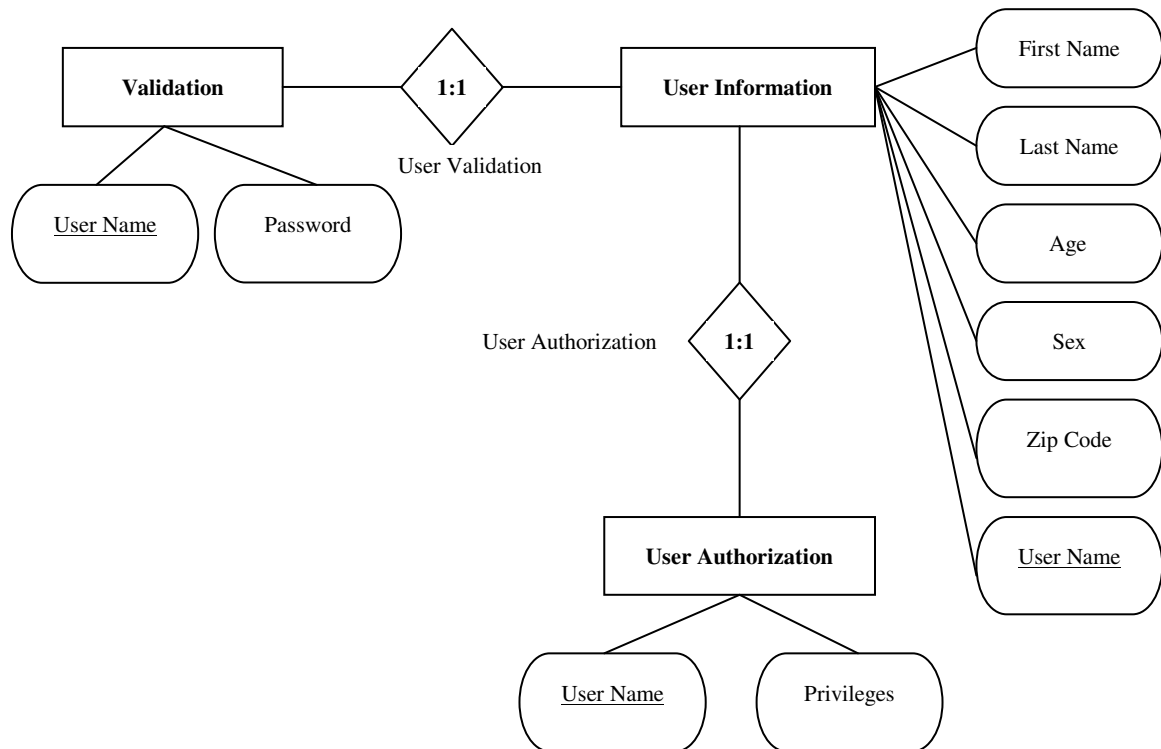 First Name
Validation
1:1
User Information
Last Name
User Validation
User Name
Password
Age
User Authorization
1:1
Sex
Zip Code
User Authorization
User Name
User Name
Privileges